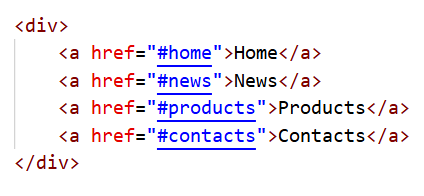 <div>
<a href="#home">Home</a>
<a href="#news">News</a>
<a href="#products">Products</a>
<a href="#contacts">Contacts</a>
</div>